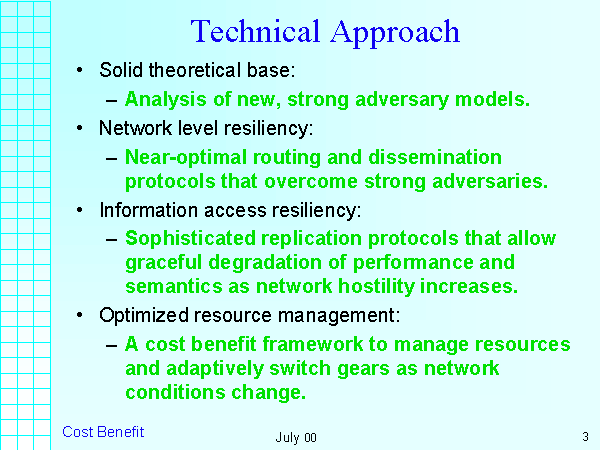 Technical Approach
• Solid theoretical base:
– Analysis of new, strong adversary models.
• Network level resiliency:
– Near-optimal routing and dissemination
protocols that overcome strong adversaries.
• Information access resiliency:
– Sophisticated replication protocols that allow
graceful degradation of performance and
semantics as network hostility increases.
• Optimized resource management:
– A cost benefit framework to manage resources
and adaptively switch gears as network
conditions change.
Cost Benefit
July 00
3